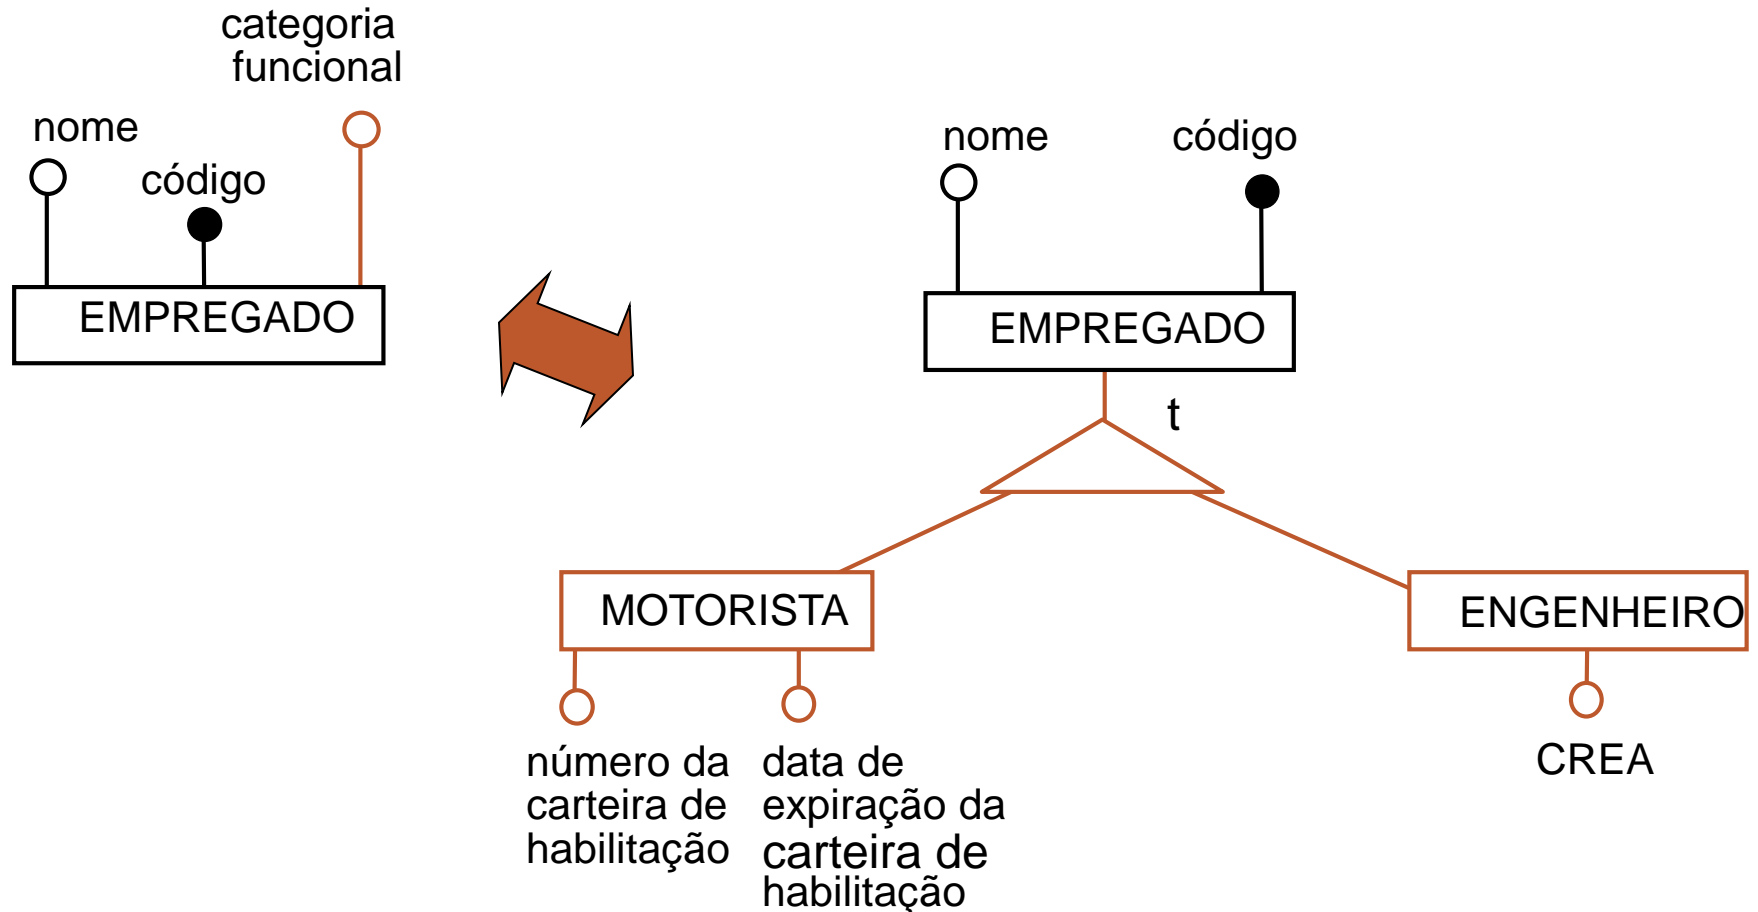 categoria
funcional
nome
código
EMPREGADO
nome
código
EMPREGADO
t
MOTORISTA
ENGENHEIRO
número da
carteira de
habilitação
data de
expiração da
carteira de
habilitação
CREA